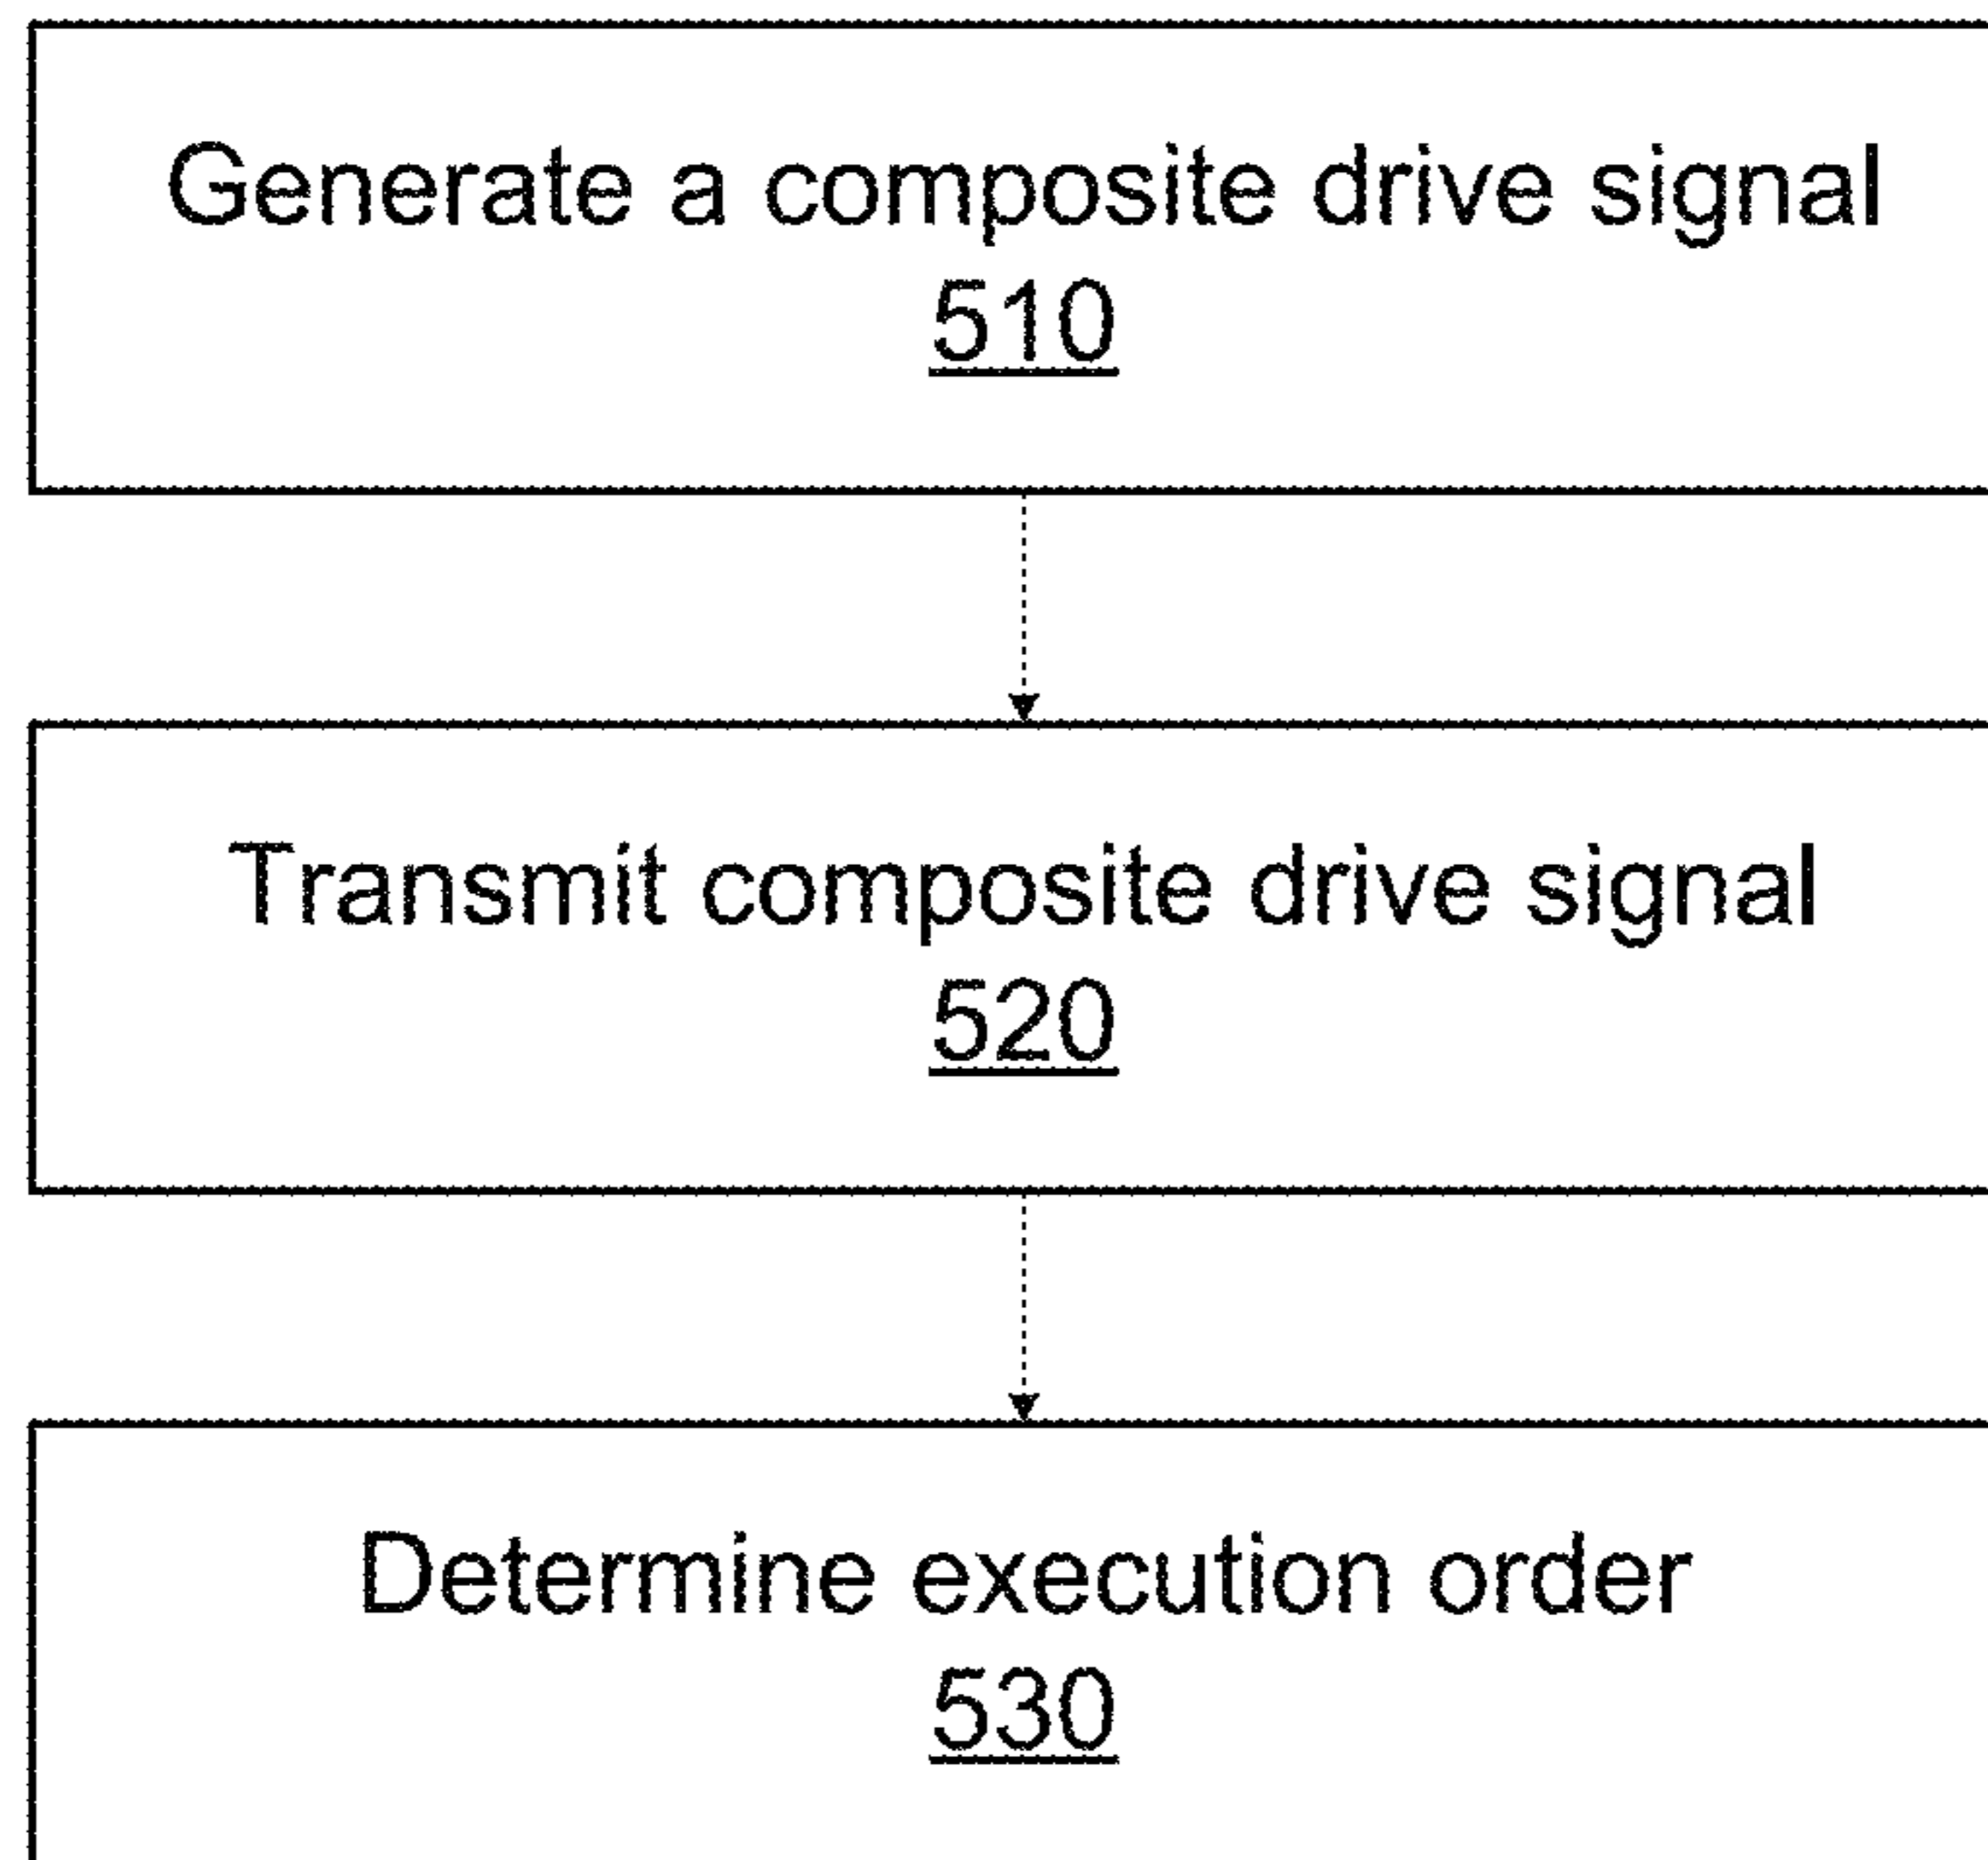 Generate a composite drive signal
510
Transmit composite drive signal
520
Determine execution order
530